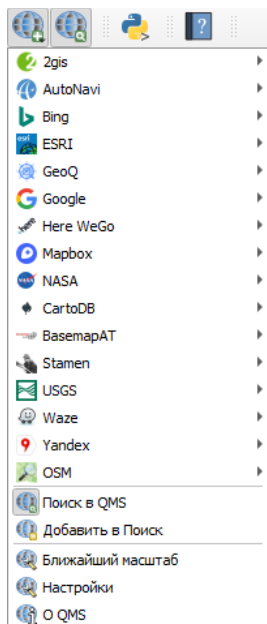 2gis
AutoNavi
Bing
ESRI
GeoQ
Google
Here WeGo
Mapbox
NASA
CartoDB
BasemapAT
Stamen
USGS
Waze
Yandex
OSM
Поиск в QMS
Добавить в Поиск
Ближайший масштаб
Настройки
О QMS